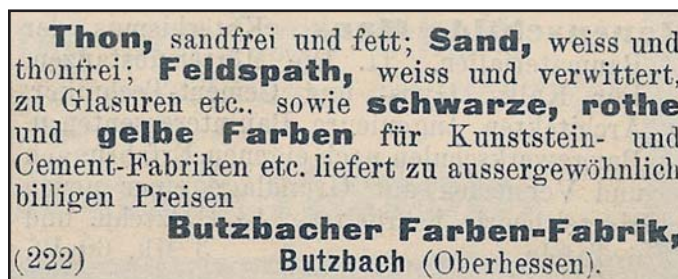 Thon, sandfrei und fett; Sand, weiss und
thonfrei; Feldspath, weiss und verwittert,
zu Glasuren etc., sowie schwarze, rothe
und gelbe Farben für Kunststein- und
Cement-Fabriken etc. liefert zu aussergewöhnlich
billigen Preisen
Butzbacher Farben-Fabrik,
(222) Butzbach (Oberhessen).